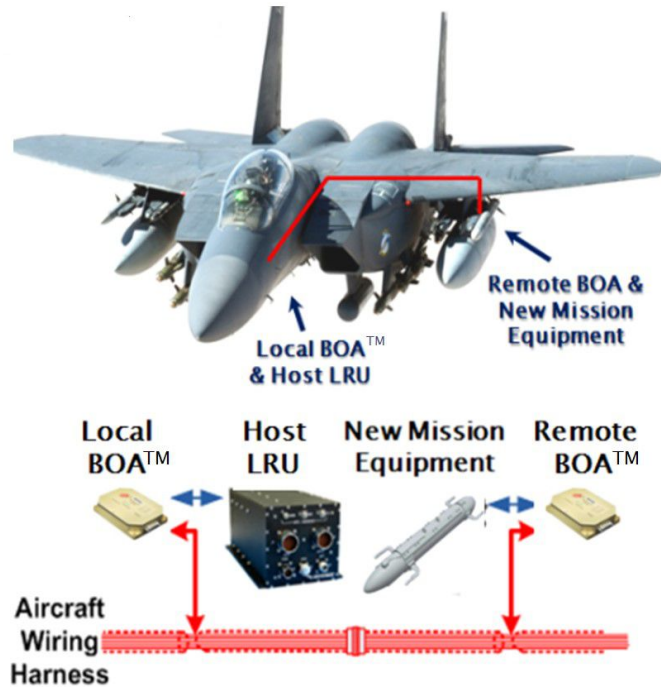 Remote BOA &
New Mission
Equipment
Local BOA™
& Host LRU
Local
BOA™
Host
LRU
New Mission
Equipment
Remote
BOA™
Aircraft
Wiring
Harness